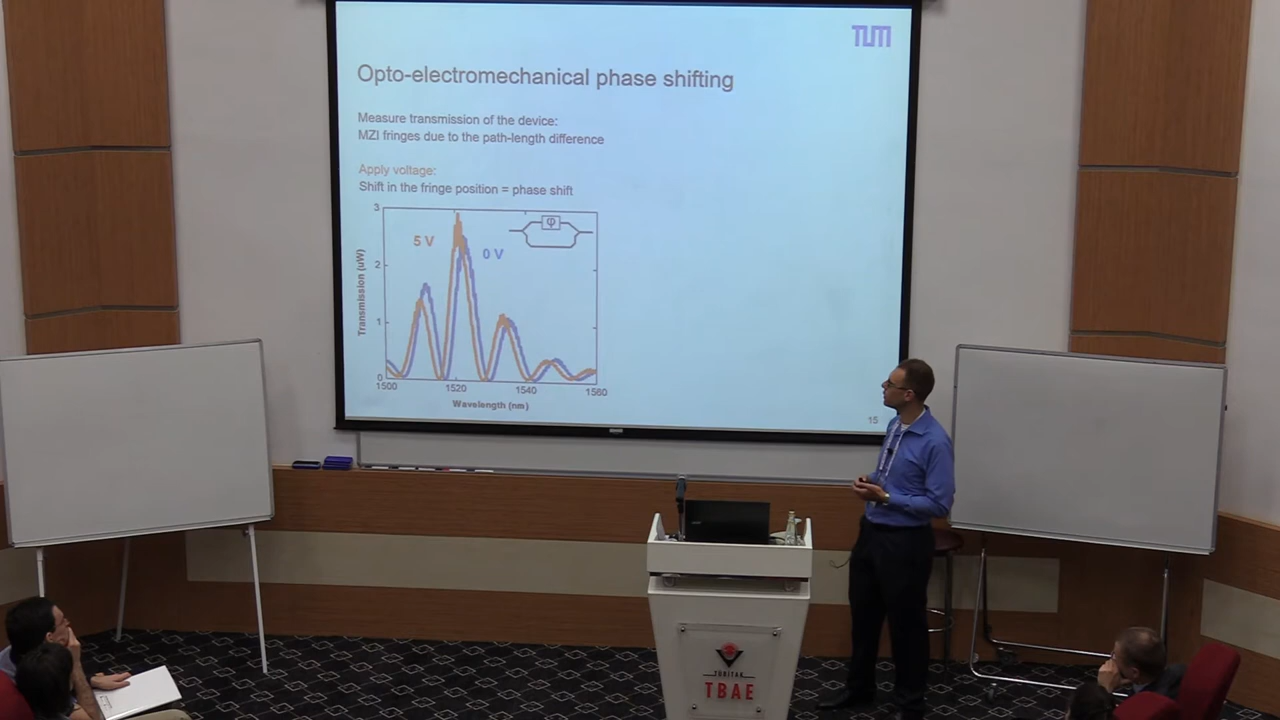 TUM
Opto-electromechanical phase shifting
Measure transmission of the device:
MZI fringes due to the path-length difference
Apply voltage:
Shift in the fringe position = phase shift
3
φ
5 V
0 V
2
Transmission (uW)
1
0
1500
1520
1540
1560
Wavelength (nm)
15
TÜBİTAK
TBAE